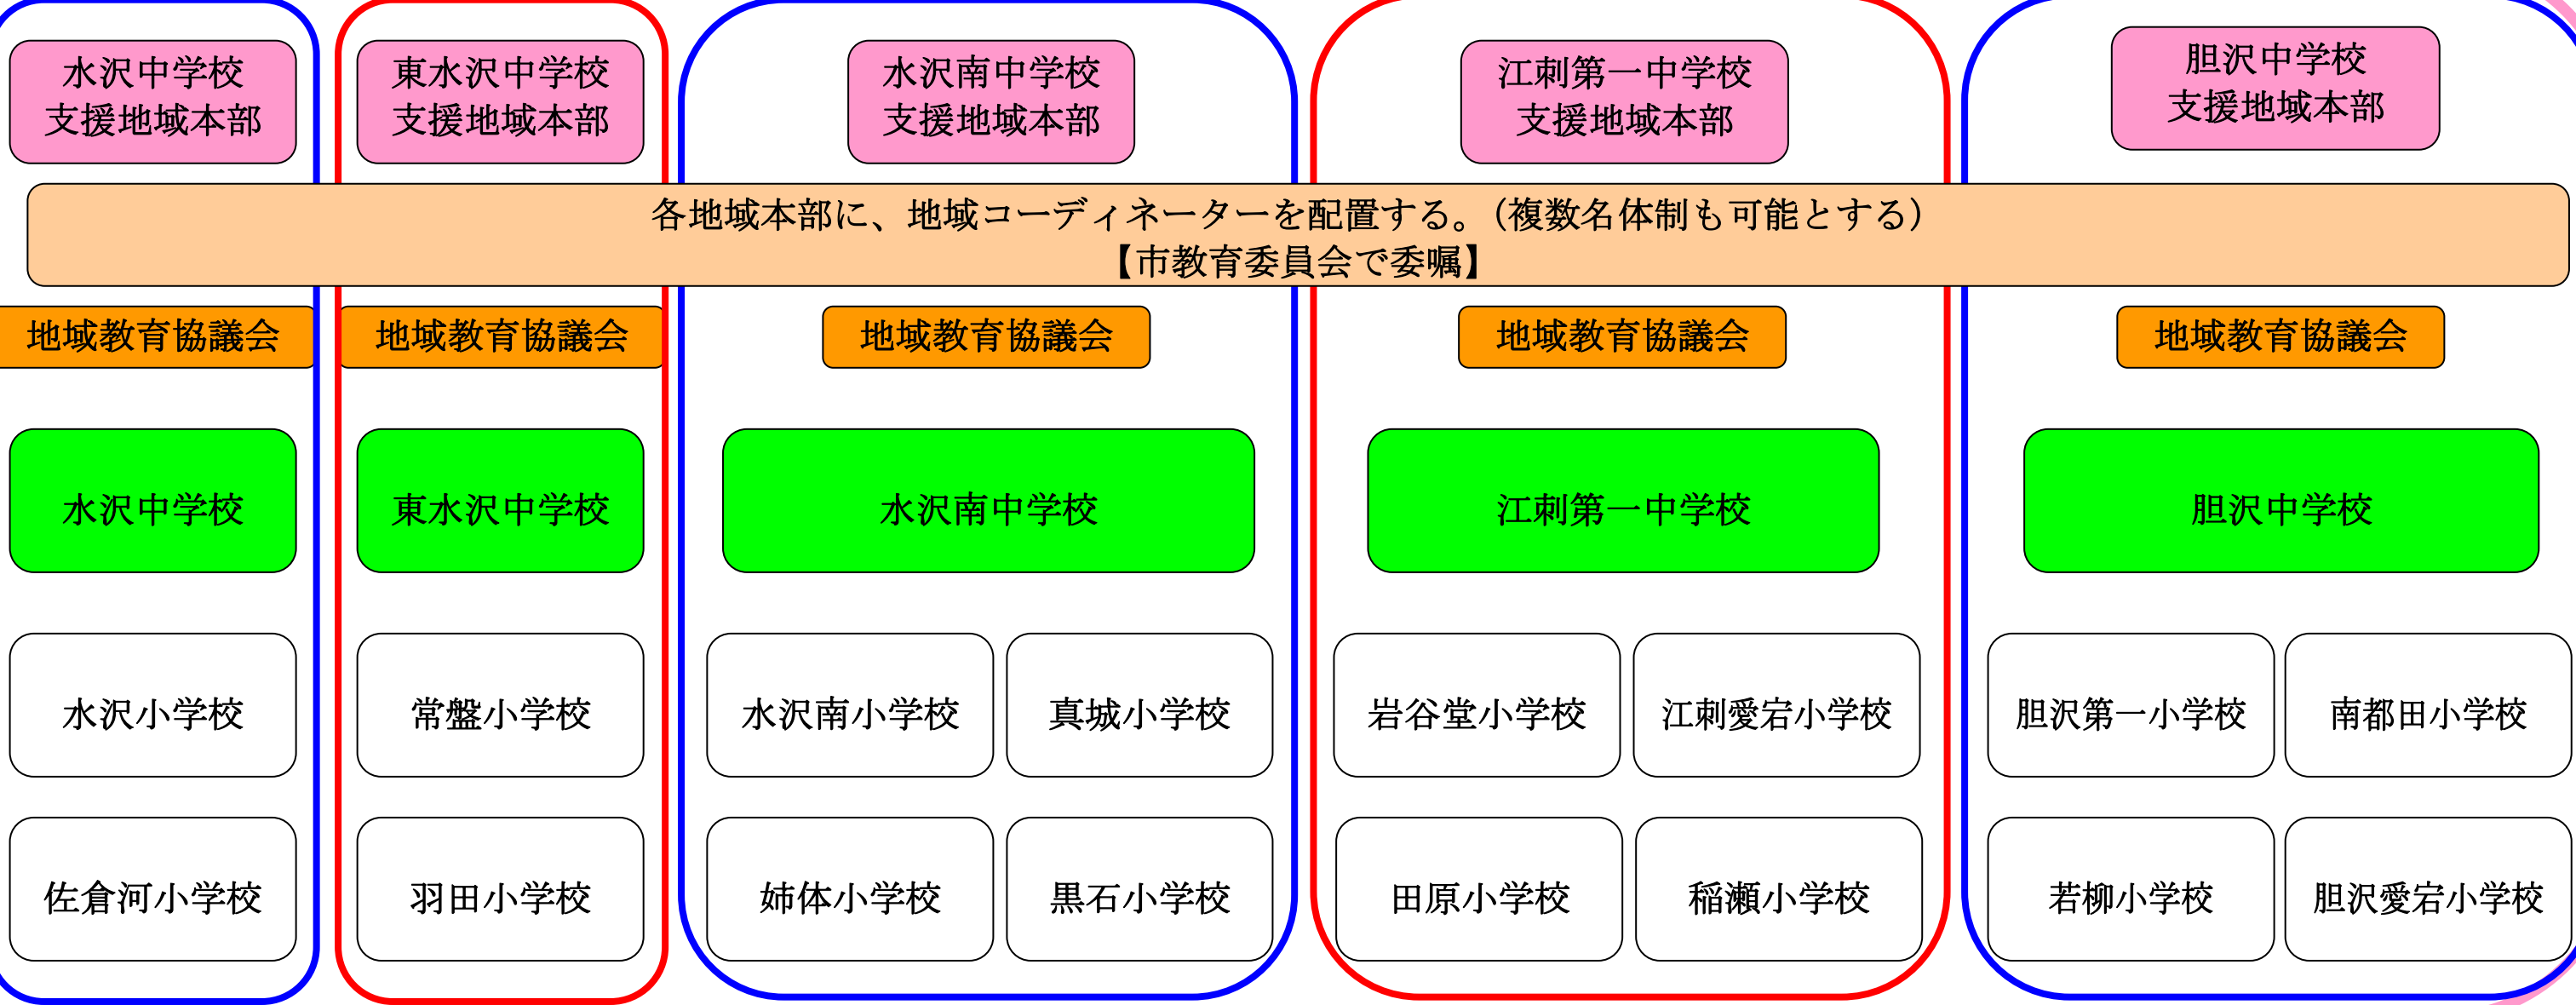 水沢中学校
支援地域本部
東水沢中学校
支援地域本部
水沢南中学校
支援地域本部
江刺第一中学校
支援地域本部
胆沢中学校
支援地域本部
各地域本部に、地域コーディネーターを配置する。（複数名体制も可能とする）
【市教育委員会で委嘱】
地域教育協議会
地域教育協議会
地域教育協議会
地域教育協議会
地域教育協議会
水沢中学校
東水沢中学校
水沢南中学校
江刺第一中学校
胆沢中学校
水沢小学校
常盤小学校
水沢南小学校
真城小学校
岩谷堂小学校
江刺愛宕小学校
胆沢第一小学校
南都田小学校
佐倉河小学校
羽田小学校
姉体小学校
黒石小学校
田原小学校
稲瀬小学校
若柳小学校
胆沢愛宕小学校